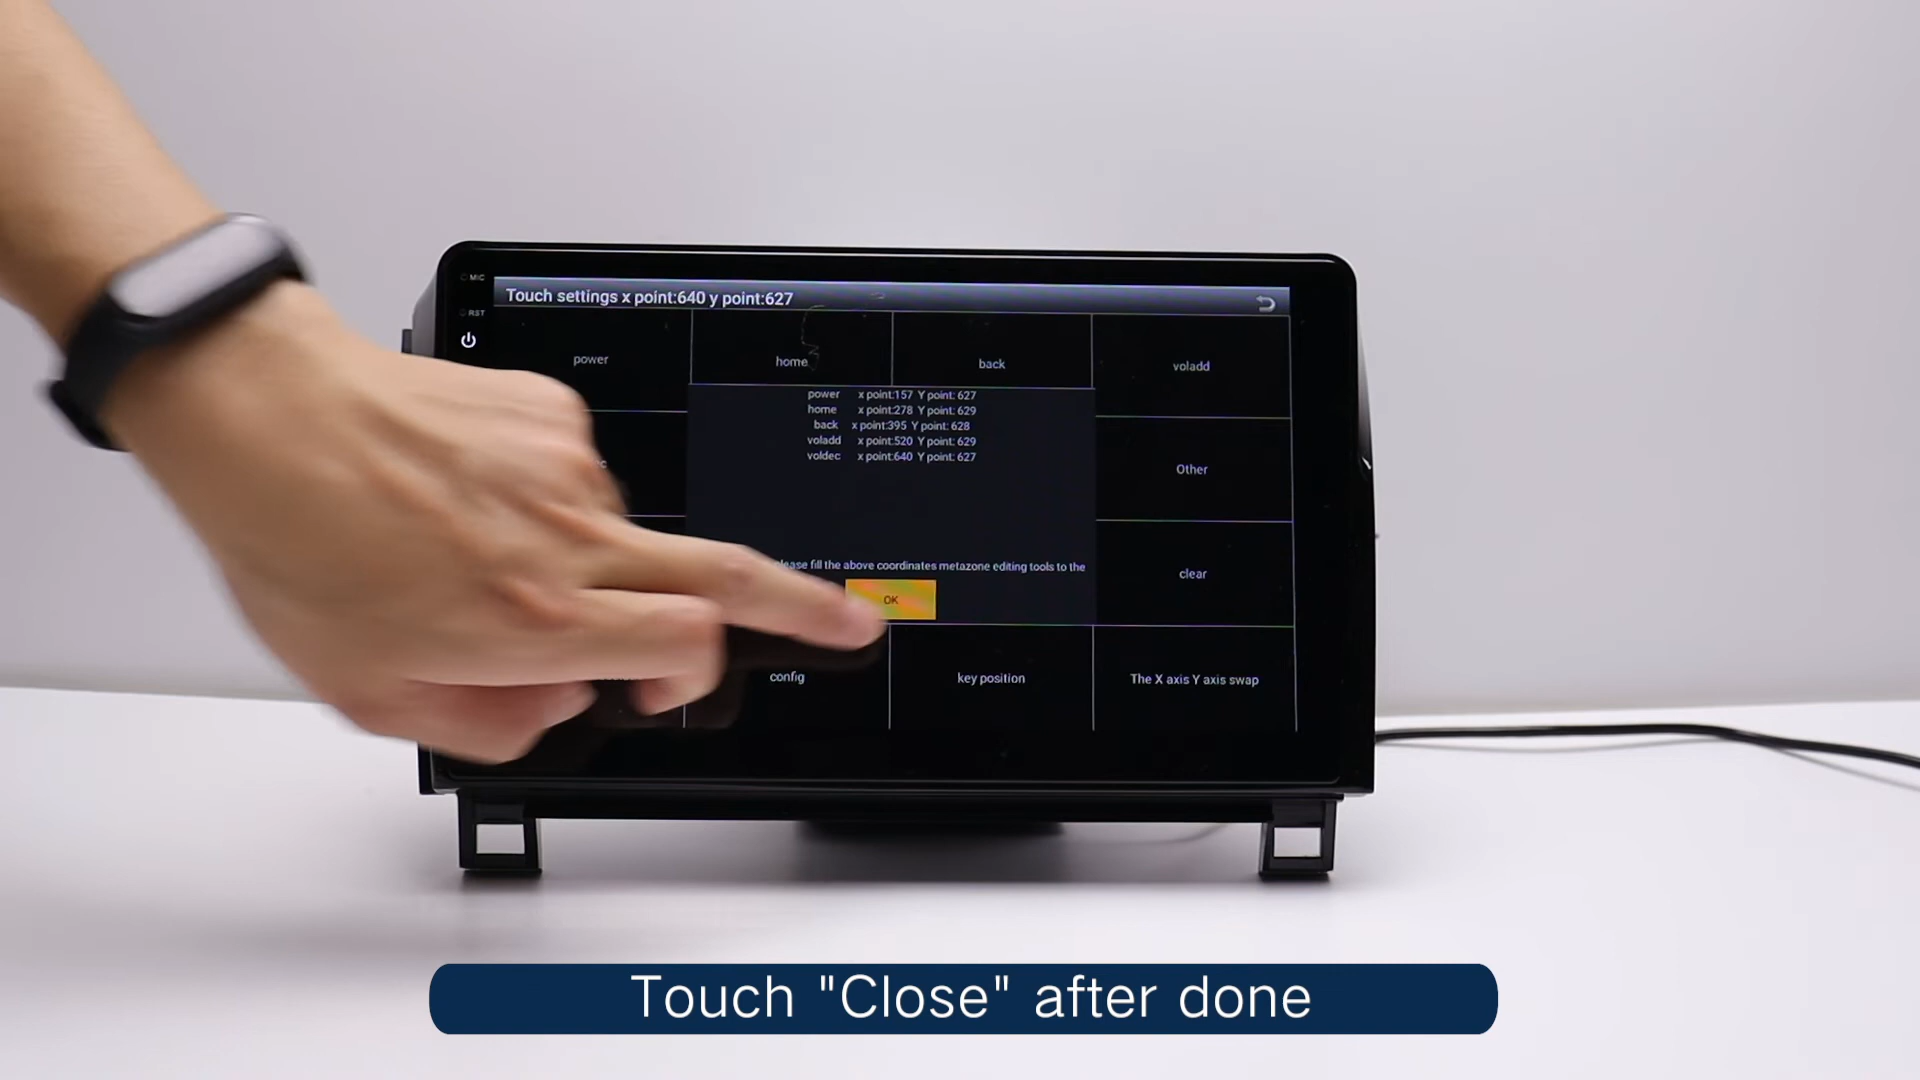 MIC
RST
Touch settings x point:640 y point:627
power
home
back
voladd
power x point:157 Y point: 627
home x point:278 Y point: 629
back x point:395 Y point: 628
voladd x point:520 Y point: 629
voldec x point:640 Y point: 627
Other
fill the above coordinates metazone editing tools to the
OK
clear
config
key position
The X axis Y axis swap
Touch "Close" after done